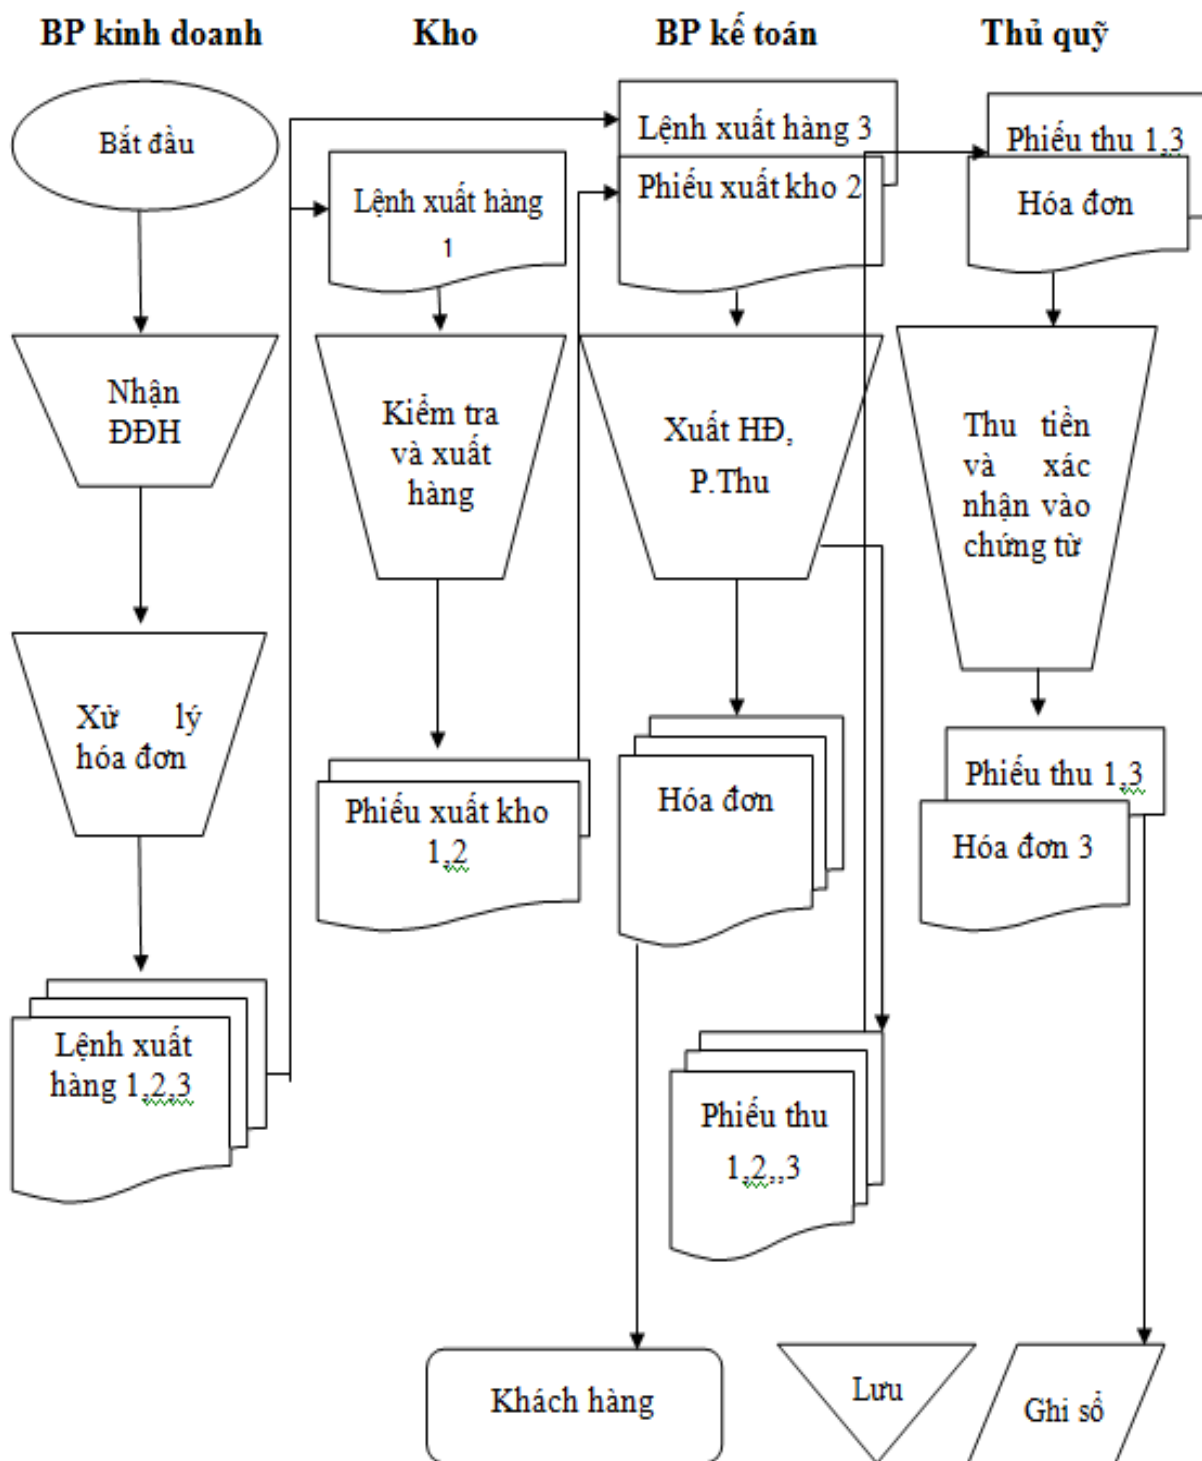 BP kinh doanh
Kho
BP kế toán
Thủ quỹ
Bắt đầu
Nhận
ĐĐH
Xử lý
hóa đơn
Lệnh xuất
hàng 1,2,3
Lệnh xuất hàng
1
Kiểm tra
và xuất
hàng
Phiếu xuất kho
1,2
Lệnh xuất hàng 3
Phiếu xuất kho 2
Xuất HĐ,
P.Thu
Hóa đơn
Phiếu thu
1,2,,3
Phiếu thu 1,3
Hóa đơn
Thu tiền
và xác
nhận vào
chứng từ
Phiếu thu 1,3
Hóa đơn 3
Khách hàng
Lưu
Ghi sổ